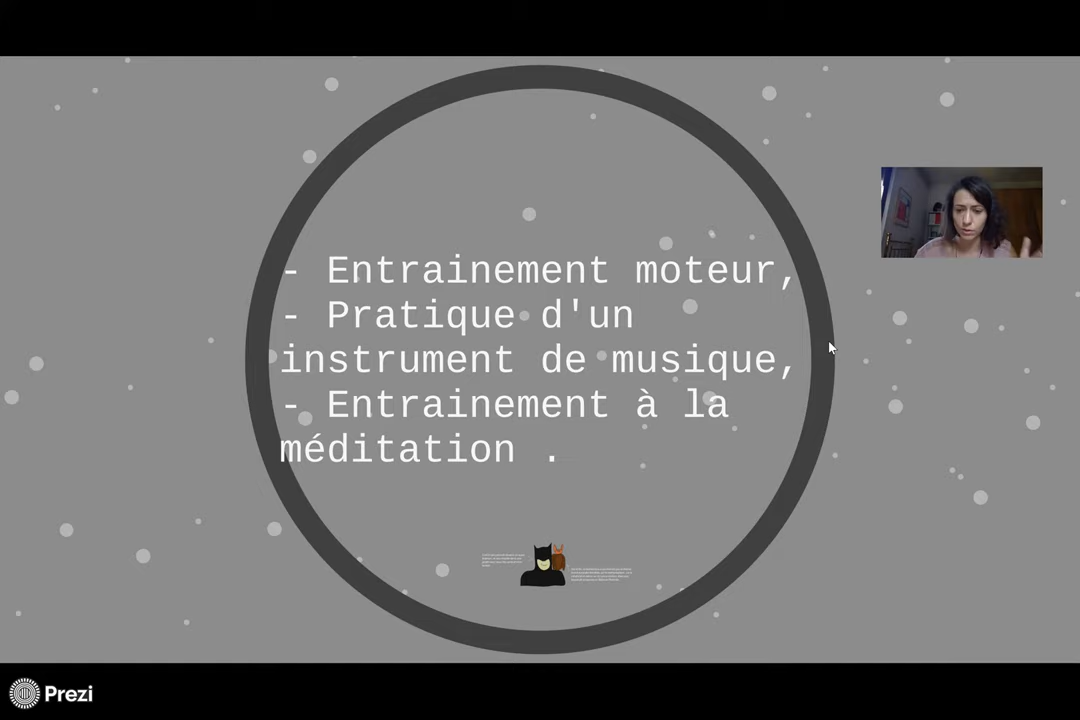 - Entrainement moteur,
- Pratique d'un
instrument de musique,
- Entrainement à la
méditation .
Prezi